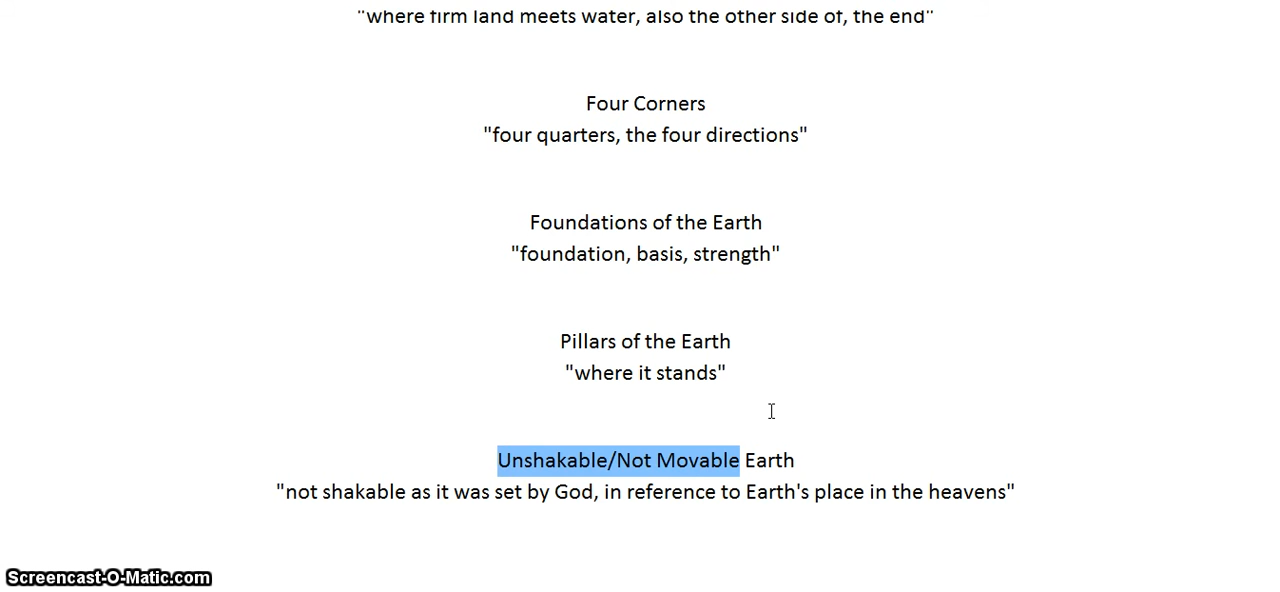 "where firm land meets water, also the other side of, the end"
Four Corners
"four quarters, the four directions"
Foundations of the Earth
"foundation, basis, strength"
Pillars of the Earth
"where it stands"
Unshakable/Not Movable Earth
"not shakable as it was set by God, in reference to Earth's place in the heavens"
Screencast-O-Matic.com